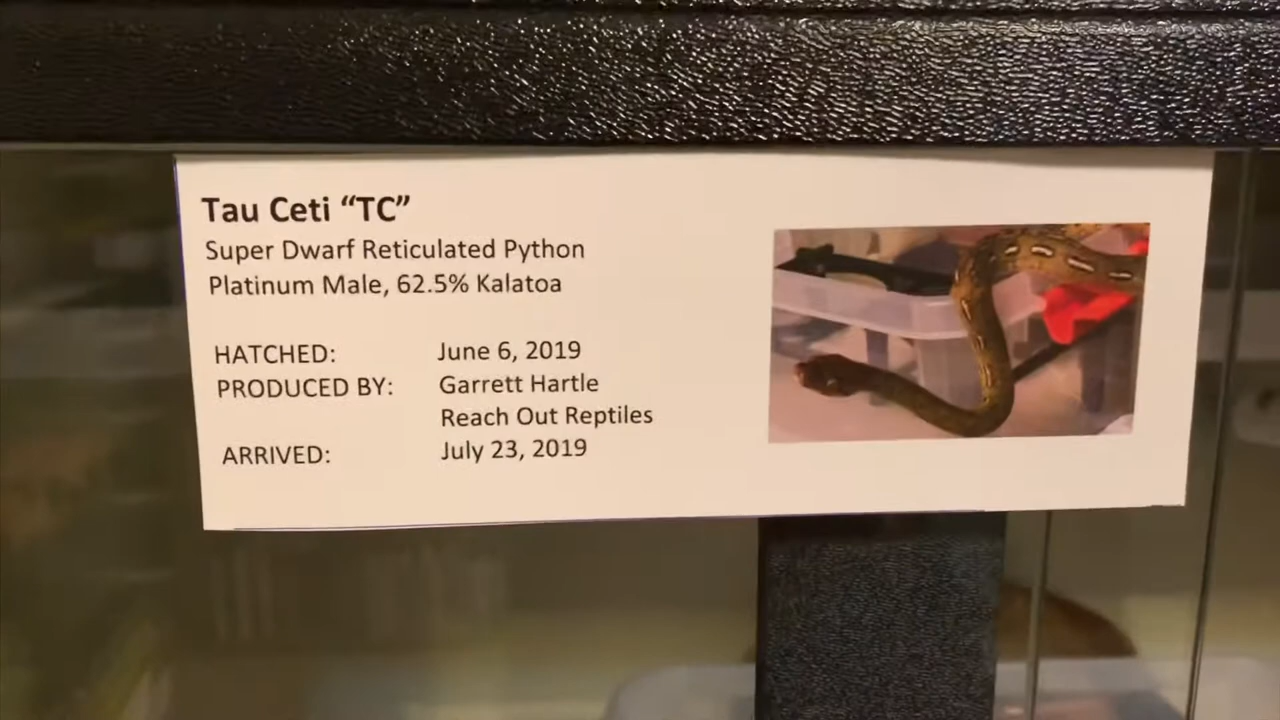 Tau Ceti “TC”
Super Dwarf Reticulated Python
Platinum Male, 62.5% Kalatoa
HATCHED: June 6, 2019
PRODUCED BY: Garrett Hartle
Reach Out Reptiles
ARRIVED: July 23, 2019